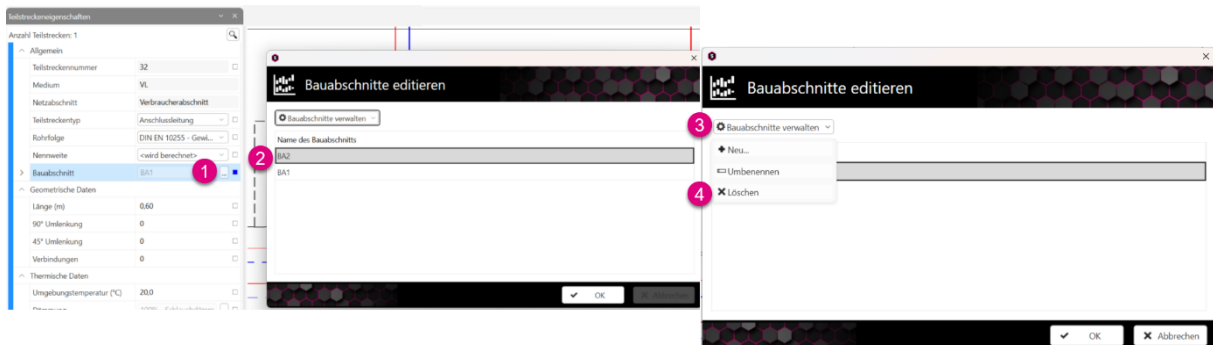 Teilstreckeneigenschaften
Anzahl Teilstrecken: 1
Allgemein
Teilstreckennummer 32
Medium VL
Netzabschnitt Verbraucherabschnitt
Teilstreckentyp Anschlussleitung
Rohrfolge DIN EN 10255 - Gewi...
Nennweite <wird berechnet>
Bauabschnitt BA1 1 ...
Geometrische Daten
Länge (m) 0,60
90° Umlenkung 0
45° Umlenkung 0
Verbindungen 0
Thermische Daten
Umgebungstemperatur (°C) 20,0
Bauabschnitte editieren
Bauabschnitte verwalten
Name des Bauabschnitts
2 BA2
BA1
OK Abbrechen
Bauabschnitte editieren
3 Bauabschnitte verwalten
Neu...
Umbenennen
4 Löschen
OK Abbrechen